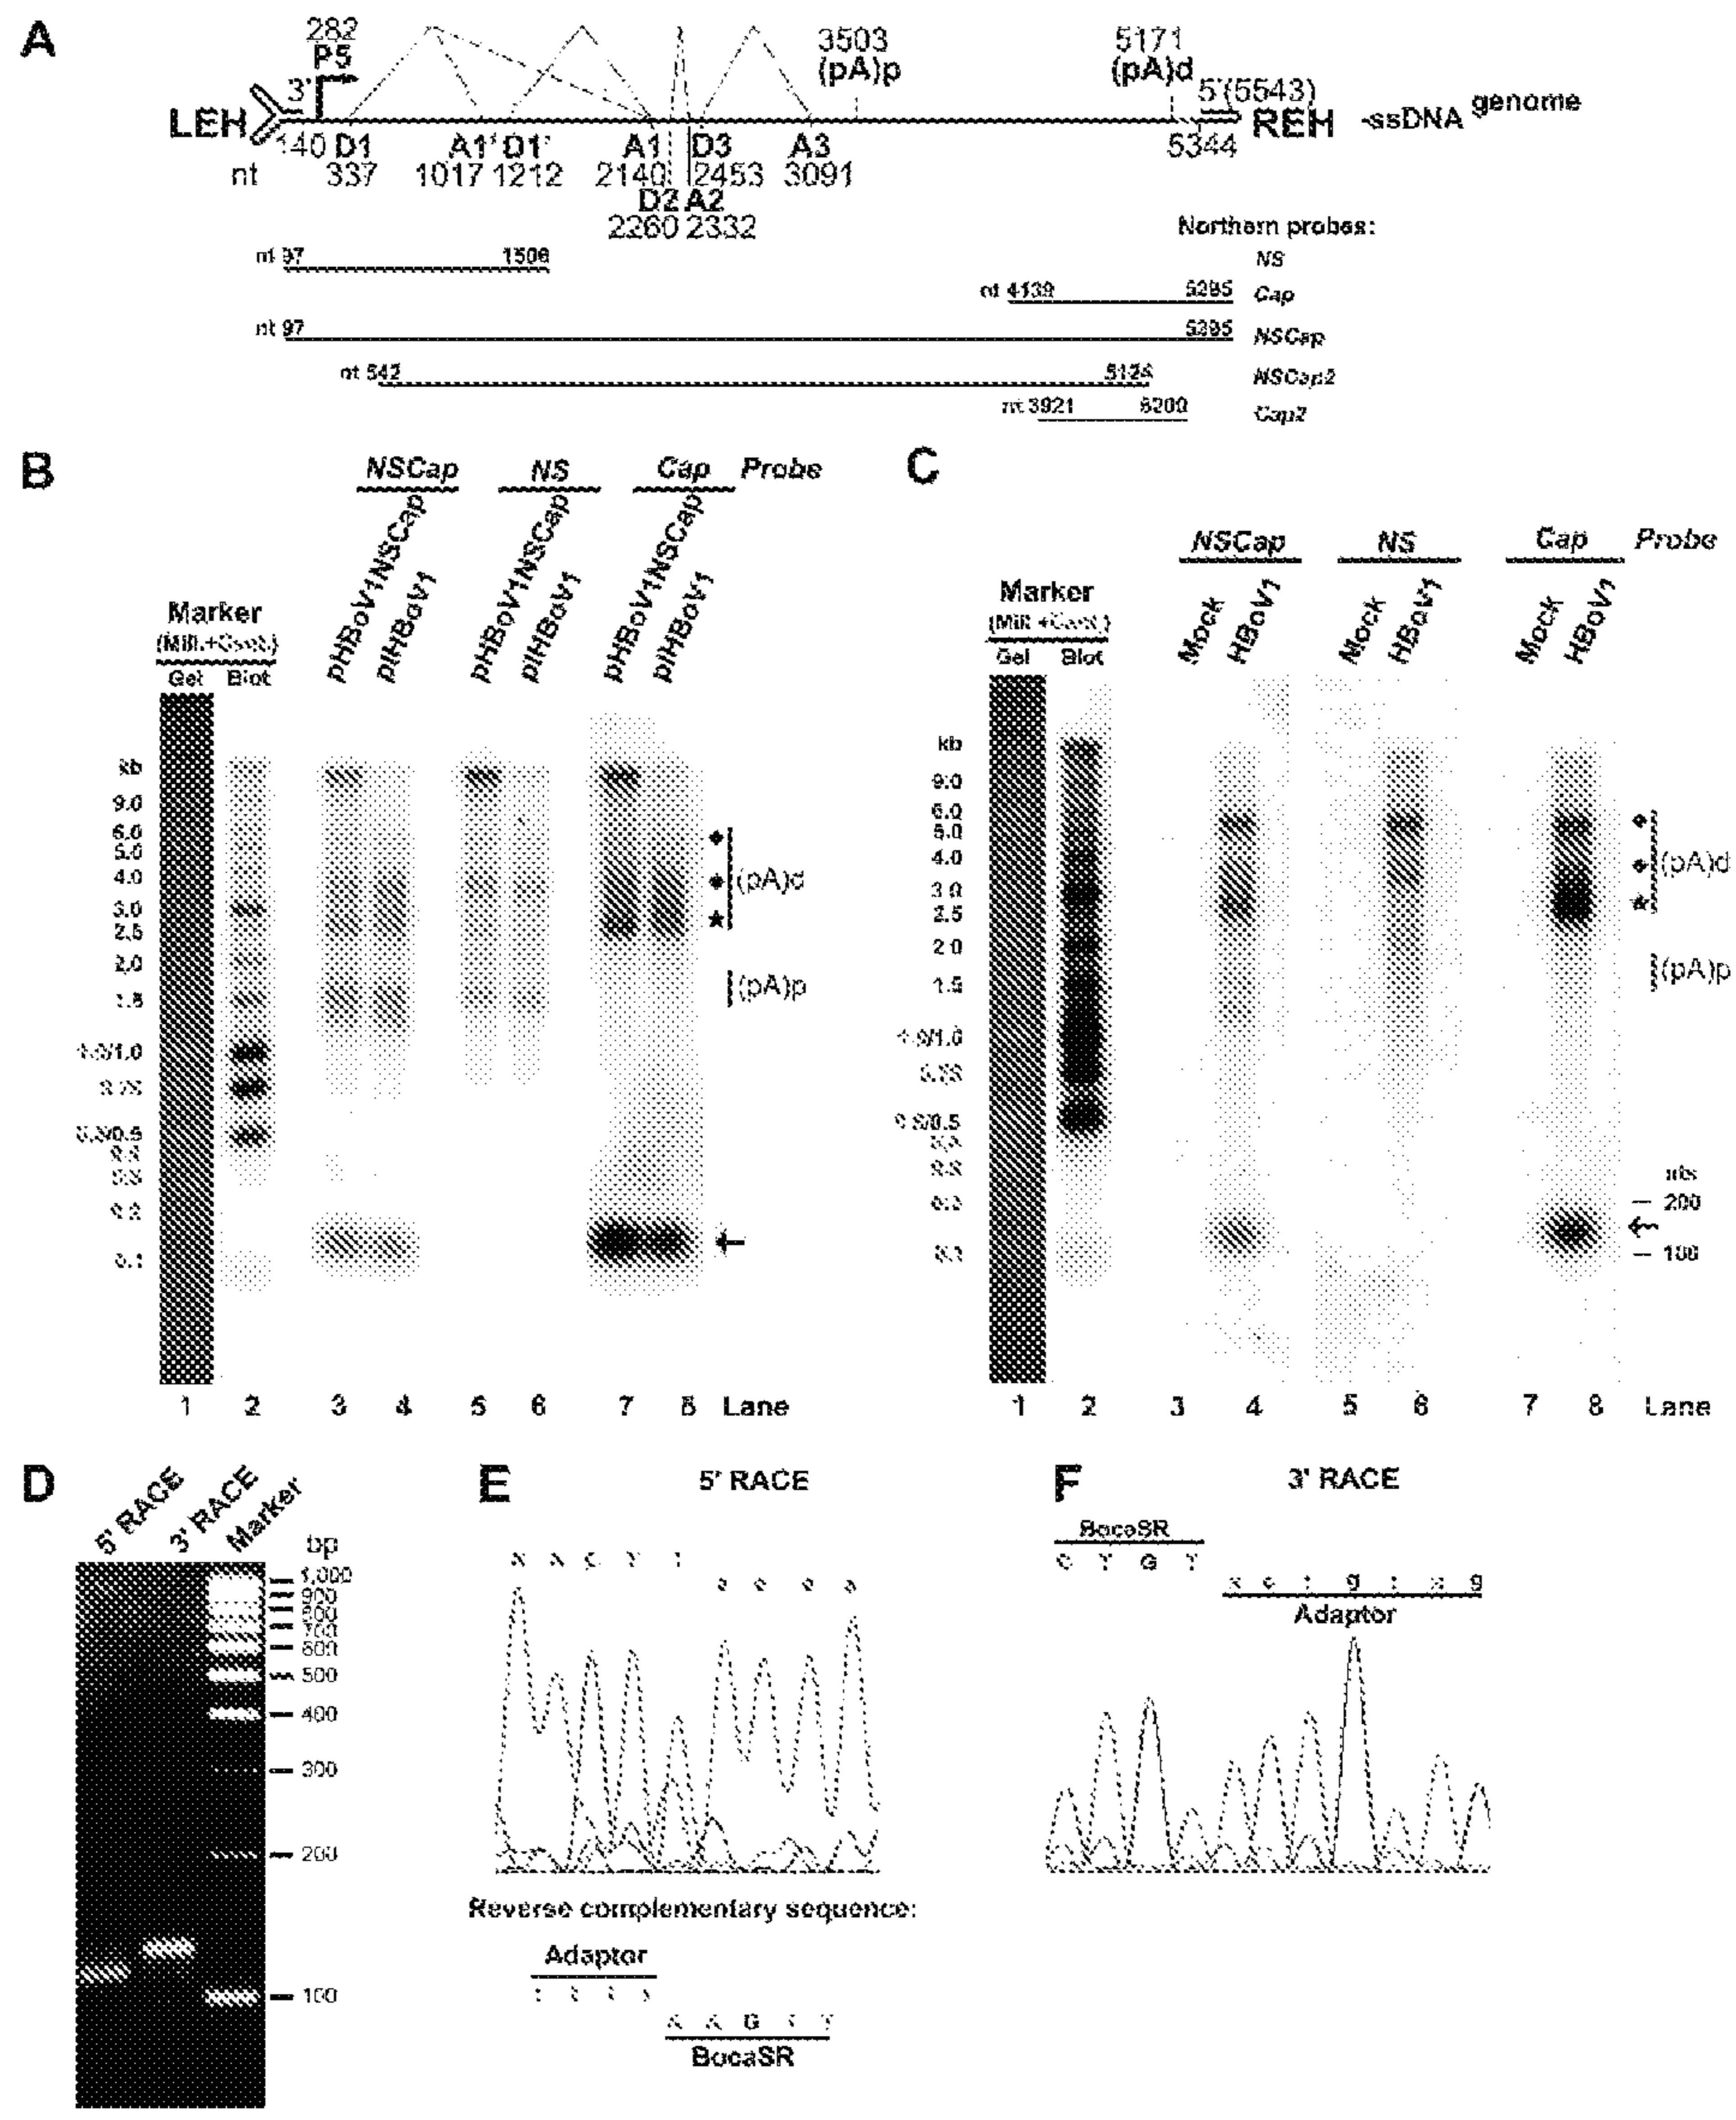 A
282
P5
3503
(pA)p
5171
(pA)d
3'
5'(5543)
LEH
REH
-ssDNA genome
140 D1 A1' D1' A1 D3 A3
5344
nt 337 1017 1212 2140 2453 3091
D2 A2
2260 2332
Northern probes:
nt 97 1506 NS
nt 4139 5295 Cap
nt 97 5395 NSCap
nt 542 NSCap2
nt 3921 5200 Cap2
B
NSCap NS Cap Probe
pHBoV1NSCap
pIHBoV1
pHBoV1NSCap
pIHBoV1
pHBoV1NSCap
pIHBoV1
Marker
Gel Blot
kb
9.0
6.0
5.0
4.0
3.0
2.5
2.0
1.5
0.1
(pA)d
(pA)p
1 2 3 4 5 6 7 8 Lane
C
NSCap NS Cap Probe
Mock
HBoV1
Mock
HBoV1
Mock
HBoV1
Marker
Gel Blot
kb
9.0
6.0
5.0
4.0
3.0
2.5
2.0
1.5
(pA)d
(pA)p
nts
200
100
1 2 3 4 5 6 7 8 Lane
D
5' RACE
3' RACE
Marker
bp
1,000
900
800
700
600
500
400
300
200
100
E
5' RACE
Reverse complementary sequence:
Adaptor
BocaSR
F
3' RACE
BocaSR
Adaptor